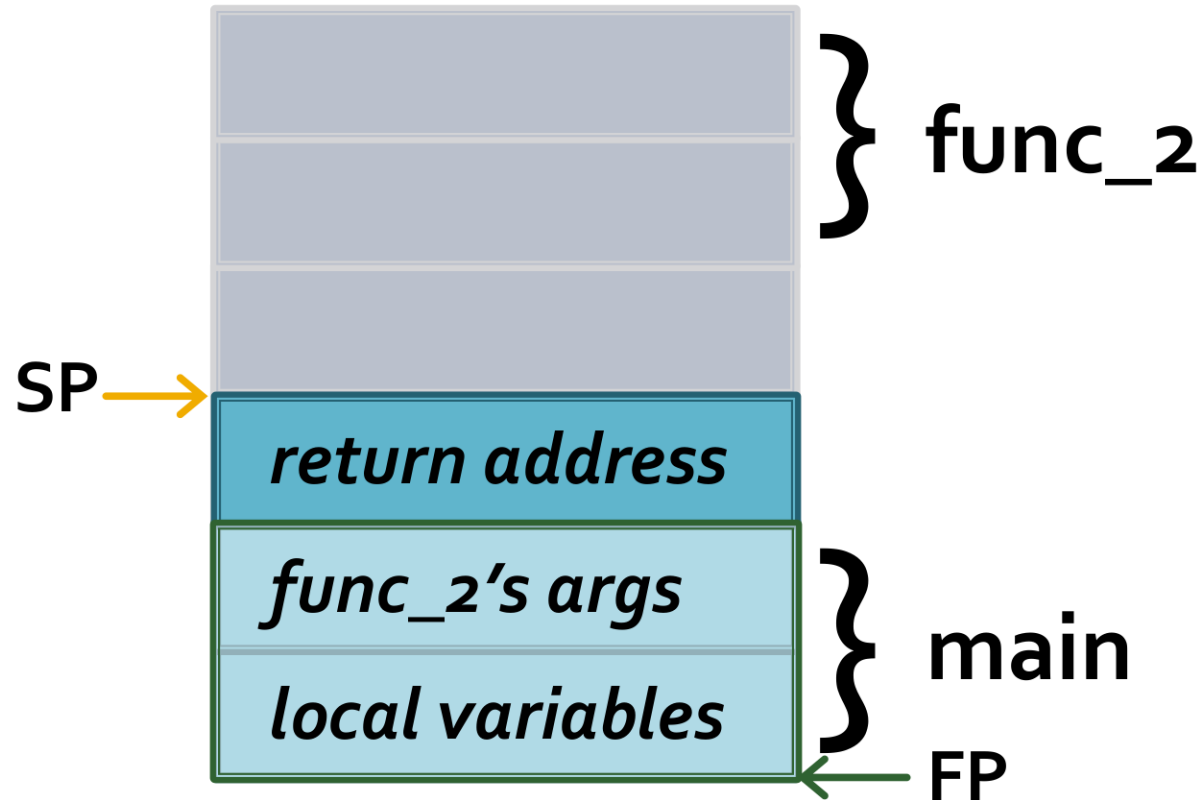 func_2
SP
return address
func_2’s args
main
local variables
FP